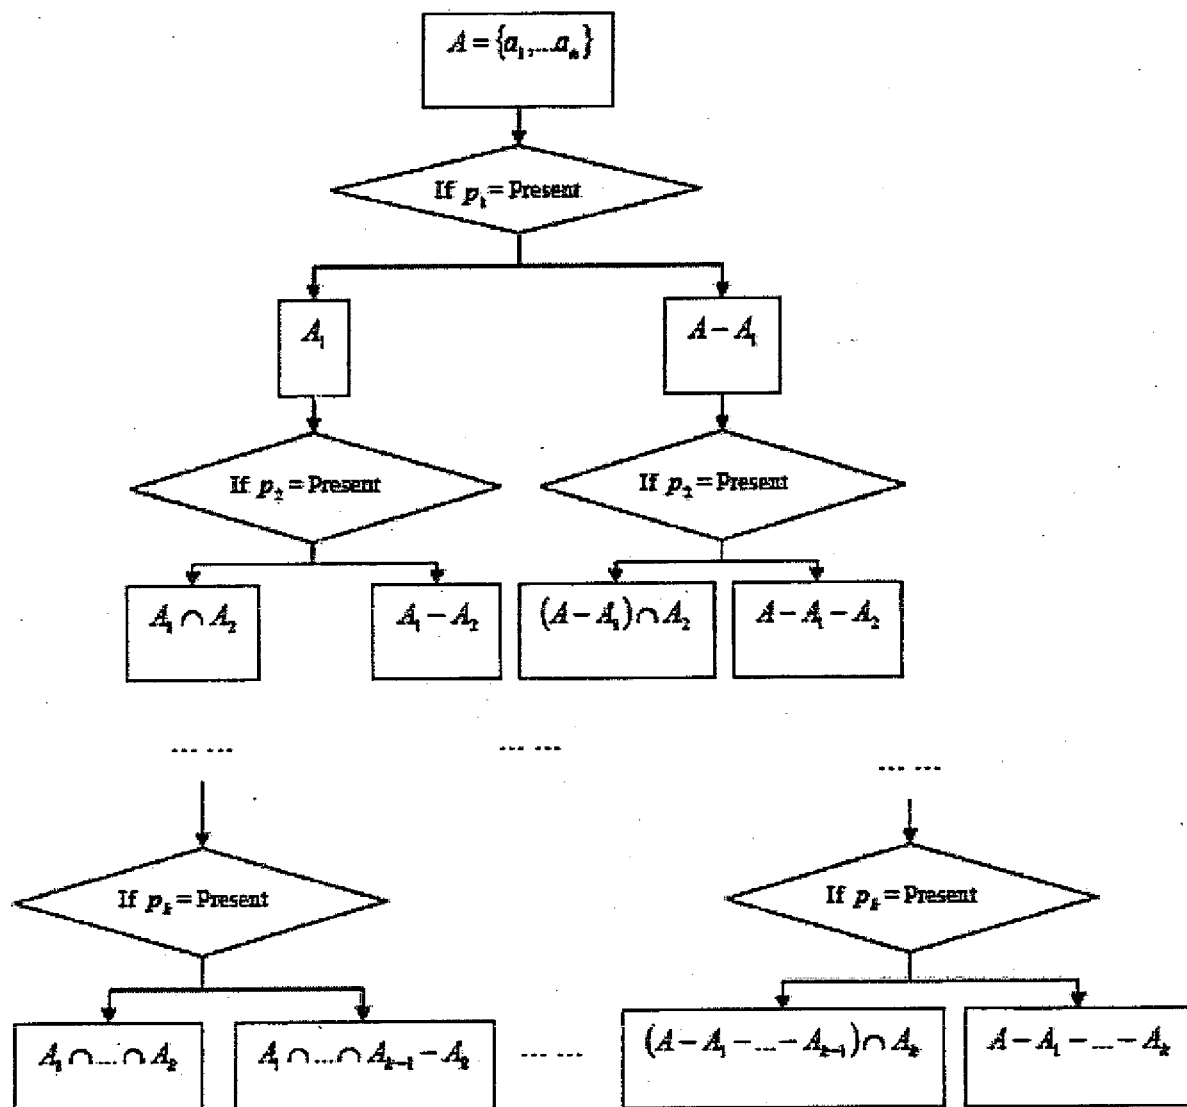 A = {a₁,...aₙ}
If p₁ = Present
A₁
A − A₁
If p₂ = Present
If p₂ = Present
A₁ ∩ A₂
A₁ − A₂
(A − A₁) ∩ A₂
A − A₁ − A₂
... ...
... ...
... ...
If pₖ = Present
If pₖ = Present
A₁ ∩ ... ∩ Aₖ
A₁ ∩ ... ∩ Aₖ₋₁ − Aₖ
... ...
(A − A₁ − ... − Aₖ₋₁) ∩ Aₖ
A − A₁ − ... − Aₖ